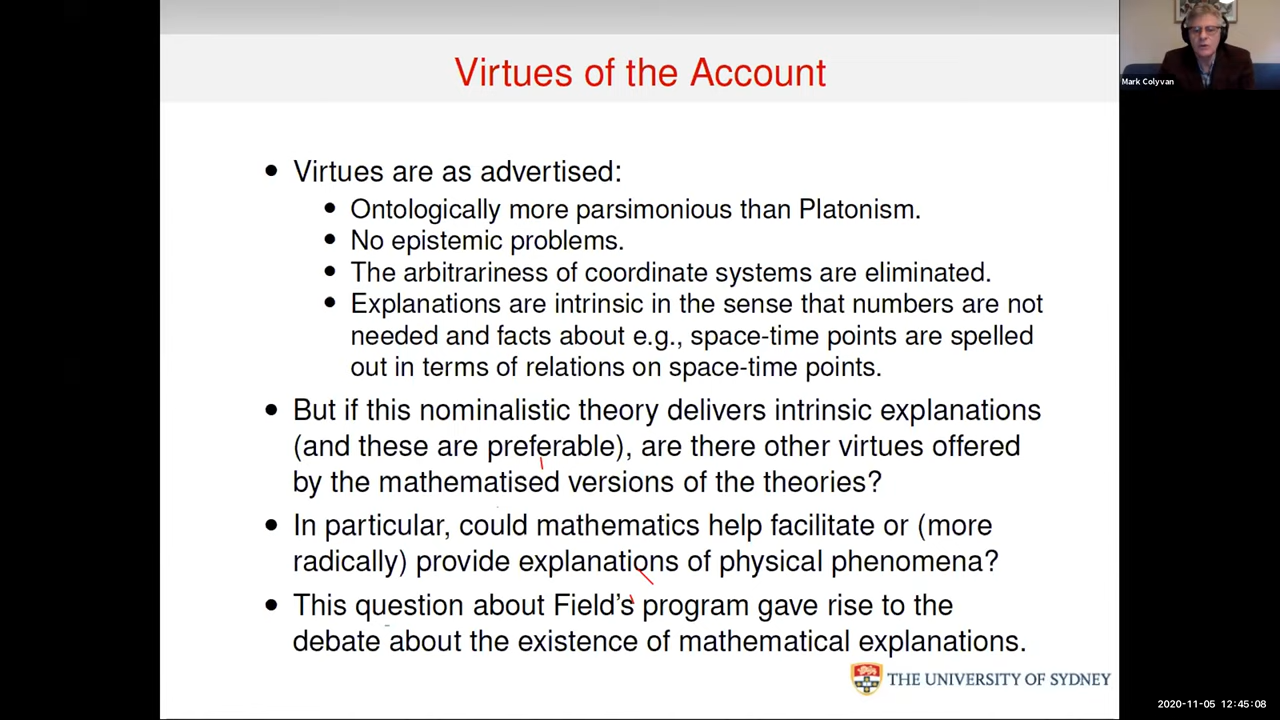 Virtues of the Account
Mark Colyvan
• Virtues are as advertised:
• Ontologically more parsimonious than Platonism.
• No epistemic problems.
• The arbitrariness of coordinate systems are eliminated.
• Explanations are intrinsic in the sense that numbers are not
needed and facts about e.g., space-time points are spelled
out in terms of relations on space-time points.
• But if this nominalistic theory delivers intrinsic explanations
(and these are preferable), are there other virtues offered
by the mathematised versions of the theories?
• In particular, could mathematics help facilitate or (more
radically) provide explanations of physical phenomena?
• This question about Field's program gave rise to the
debate about the existence of mathematical explanations.
THE UNIVERSITY OF SYDNEY
2020-11-05 12:45:08